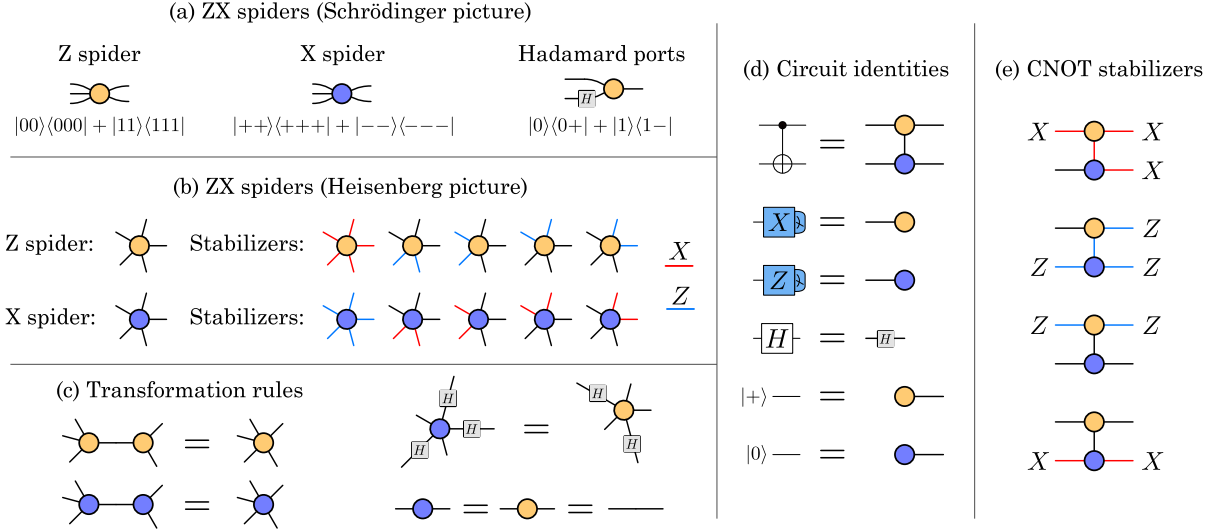 (a) ZX spiders (Schrödinger picture)
Z spider
X spider
Hadamard ports
H
|00⟩⟨000| + |11⟩⟨111|
|++⟩⟨+++| + |−−⟩⟨−−−|
|0⟩⟨0+| + |1⟩⟨1−|
(b) ZX spiders (Heisenberg picture)
Z spider:
Stabilizers:
X
Z
X spider:
Stabilizers:
(c) Transformation rules
H
H
H
=
H
H
=
=
=
=
(d) Circuit identities
=
X =
Z =
H = H
|+⟩ =
|0⟩ =
(e) CNOT stabilizers
X X
X
Z
Z Z
Z Z
X X